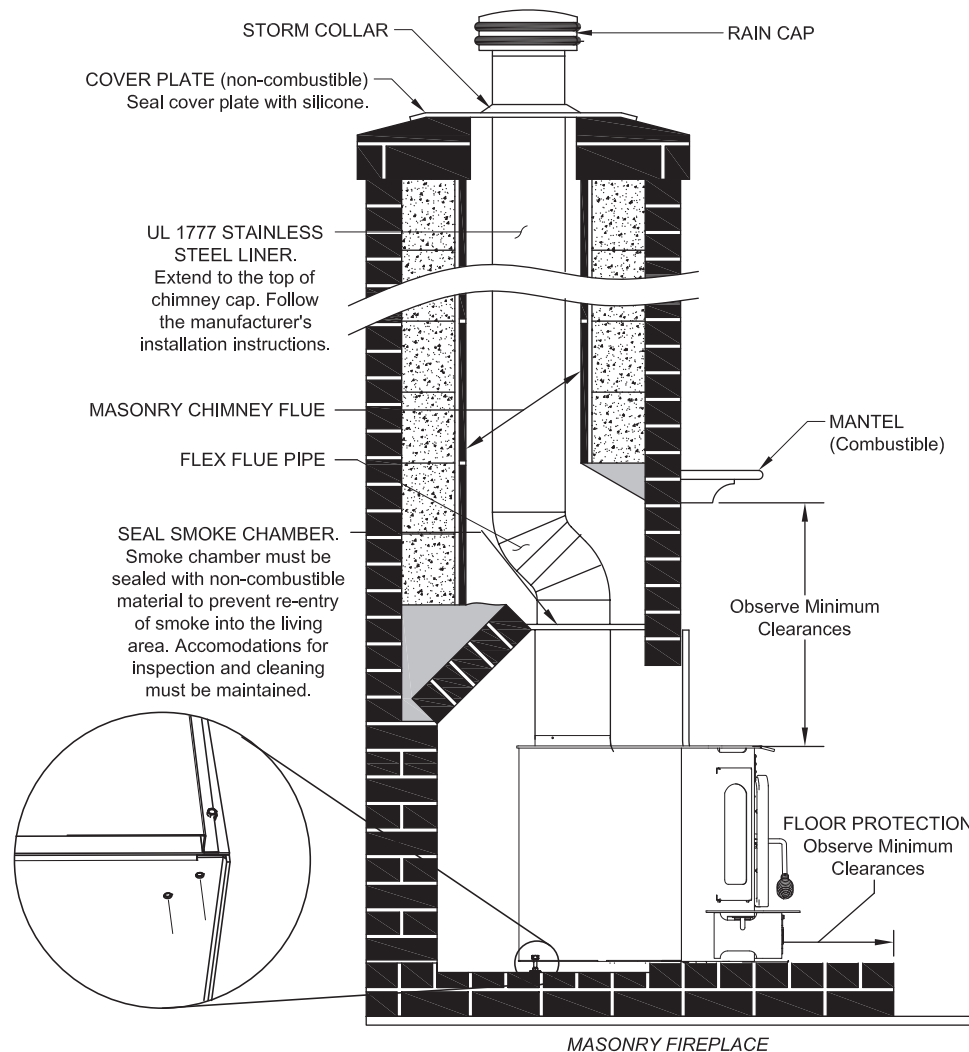 STORM COLLAR
RAIN CAP
COVER PLATE (non-combustible)
Seal cover plate with silicone.
UL 1777 STAINLESS
STEEL LINER.
Extend to the top of
chimney cap. Follow
the manufacturer's
installation instructions.
MASONRY CHIMNEY FLUE
MANTEL
(Combustible)
FLEX FLUE PIPE
SEAL SMOKE CHAMBER.
Smoke chamber must be
sealed with non-combustible
material to prevent re-entry
of smoke into the living
area. Accomodations for
inspection and cleaning
must be maintained.
Observe Minimum
Clearances
FLOOR PROTECTION
Observe Minimum
Clearances
MASONRY FIREPLACE